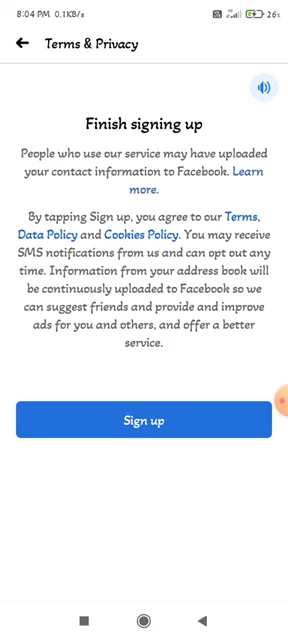 8:04 PM 0.1KB/s 26%
Terms & Privacy
Finish signing up
People who use our service may have uploaded
your contact information to Facebook. Learn
more.
By tapping Sign up, you agree to our Terms,
Data Policy and Cookies Policy. You may receive
SMS notifications from us and can opt out any
time. Information from your address book will
be continuously uploaded to Facebook so we
can suggest friends and provide and improve
ads for you and others, and offer a better
service.
Sign up